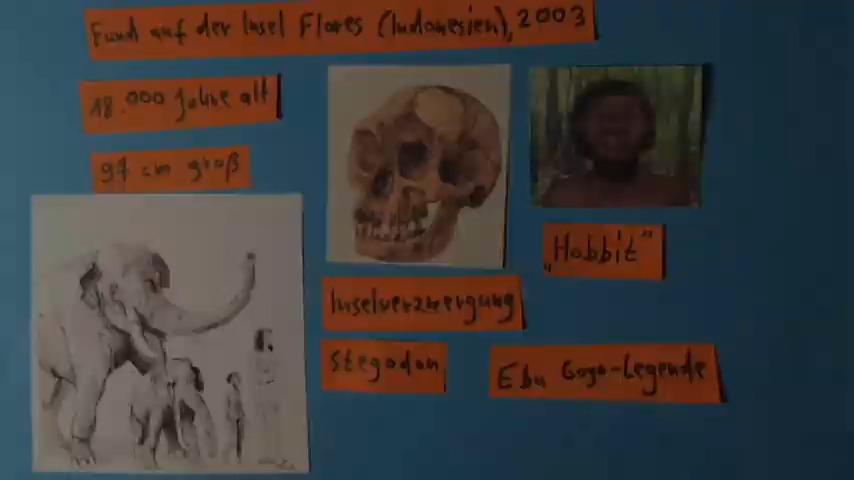 Fund auf der Insel Flores (Indonesien), 2003
18.000 Jahre alt
97 cm groß
„Hobbit“
Inselverzwergung
Stegodon
Ebu Gogo-Legende